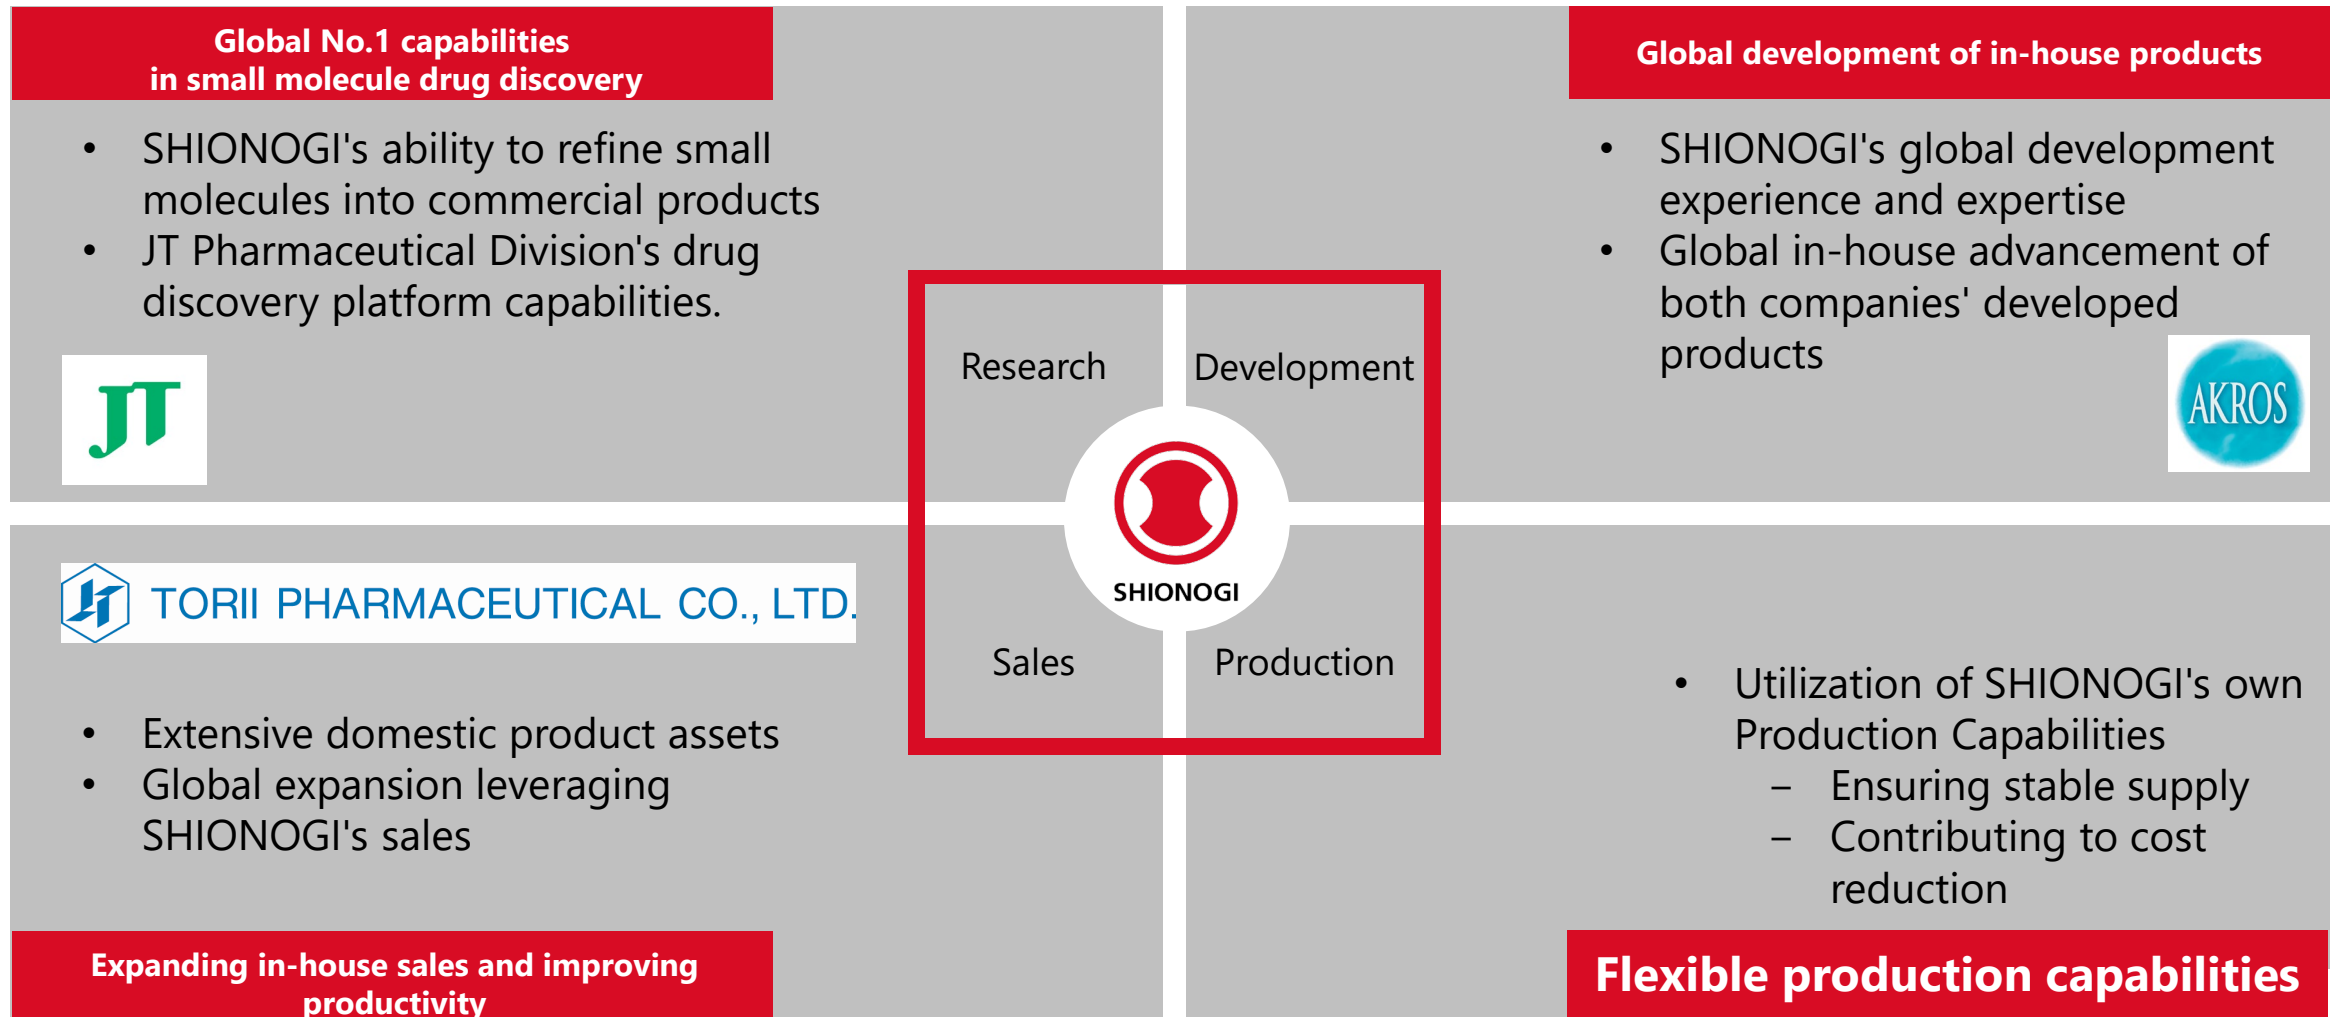 Global No.1 capabilities
in small molecule drug discovery
• SHIONOGI's ability to refine small
molecules into commercial products
• JT Pharmaceutical Division's drug
discovery platform capabilities.
JT
Global development of in-house products
• SHIONOGI's global development
experience and expertise
• Global in-house advancement of
both companies' developed
products
AKROS
Research
Development
SHIONOGI
Sales
Production
TORII PHARMACEUTICAL CO., LTD.
• Extensive domestic product assets
• Global expansion leveraging
SHIONOGI's sales
Expanding in-house sales and improving
productivity
• Utilization of SHIONOGI's own
Production Capabilities
– Ensuring stable supply
– Contributing to cost
reduction
Flexible production capabilities